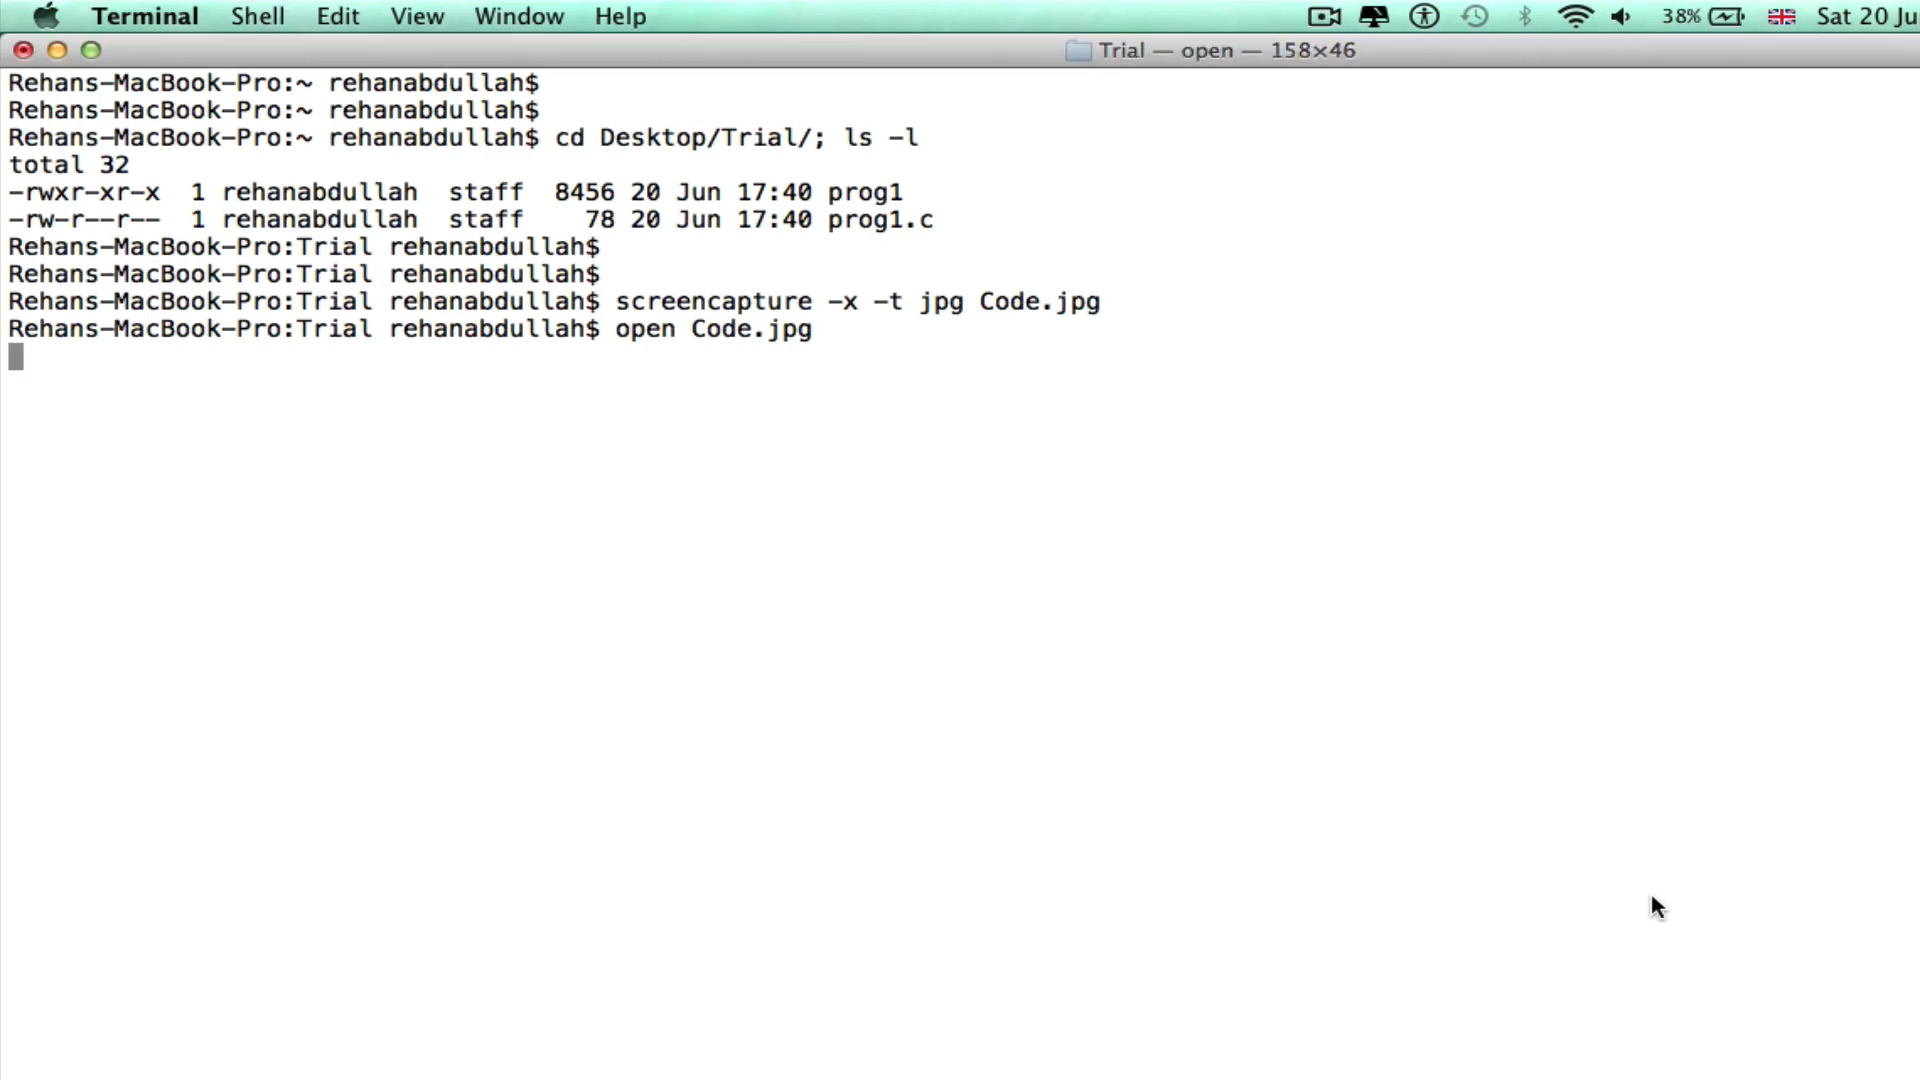 Terminal Shell Edit View Window Help 38% Sat 20 Ju
Trial — open — 158×46
Rehans-MacBook-Pro:~ rehanabdullah$
Rehans-MacBook-Pro:~ rehanabdullah$
Rehans-MacBook-Pro:~ rehanabdullah$ cd Desktop/Trial/; ls -l
total 32
-rwxr-xr-x  1 rehanabdullah  staff  8456 20 Jun 17:40 prog1
-rw-r--r--  1 rehanabdullah  staff    78 20 Jun 17:40 prog1.c
Rehans-MacBook-Pro:Trial rehanabdullah$
Rehans-MacBook-Pro:Trial rehanabdullah$
Rehans-MacBook-Pro:Trial rehanabdullah$ screencapture -x -t jpg Code.jpg
Rehans-MacBook-Pro:Trial rehanabdullah$ open Code.jpg